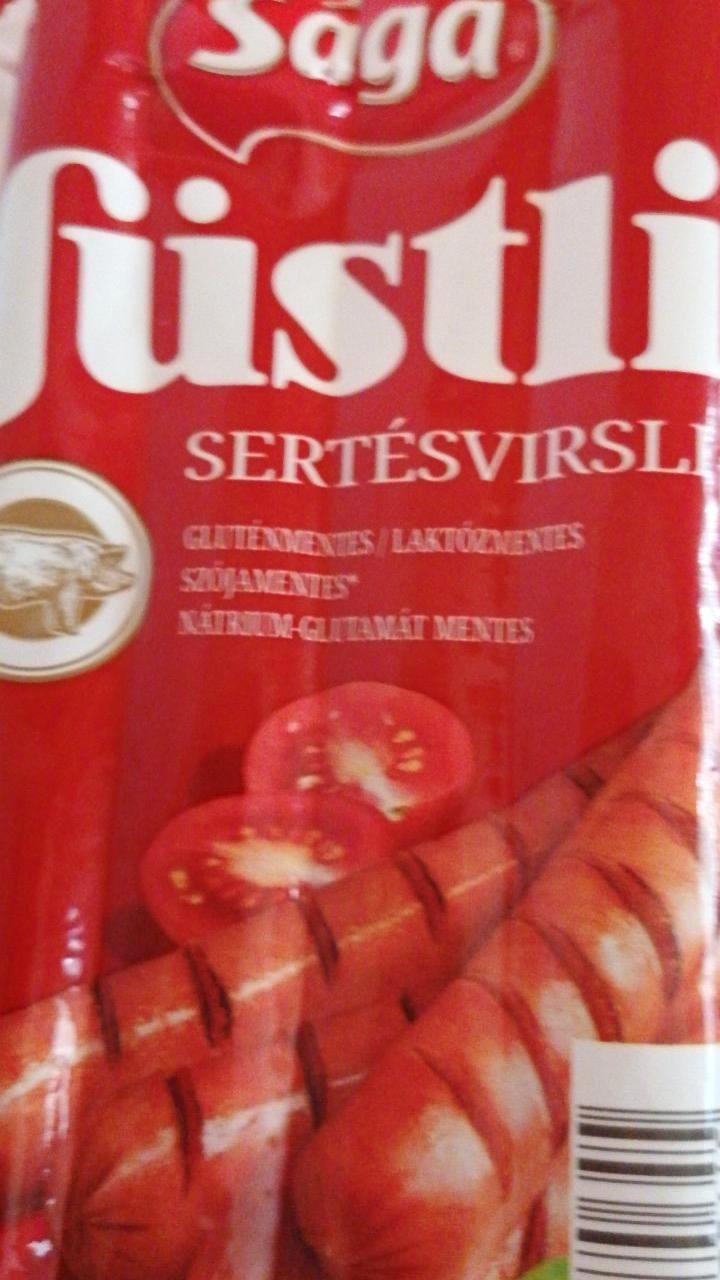 Sága
füstli
SERTÉSVIRSLI
GLUTÉNMENTES / LAKTÓZMENTES
SZÓJAMENTES*
NÁTRIUM-GLUTAMÁT MENTES